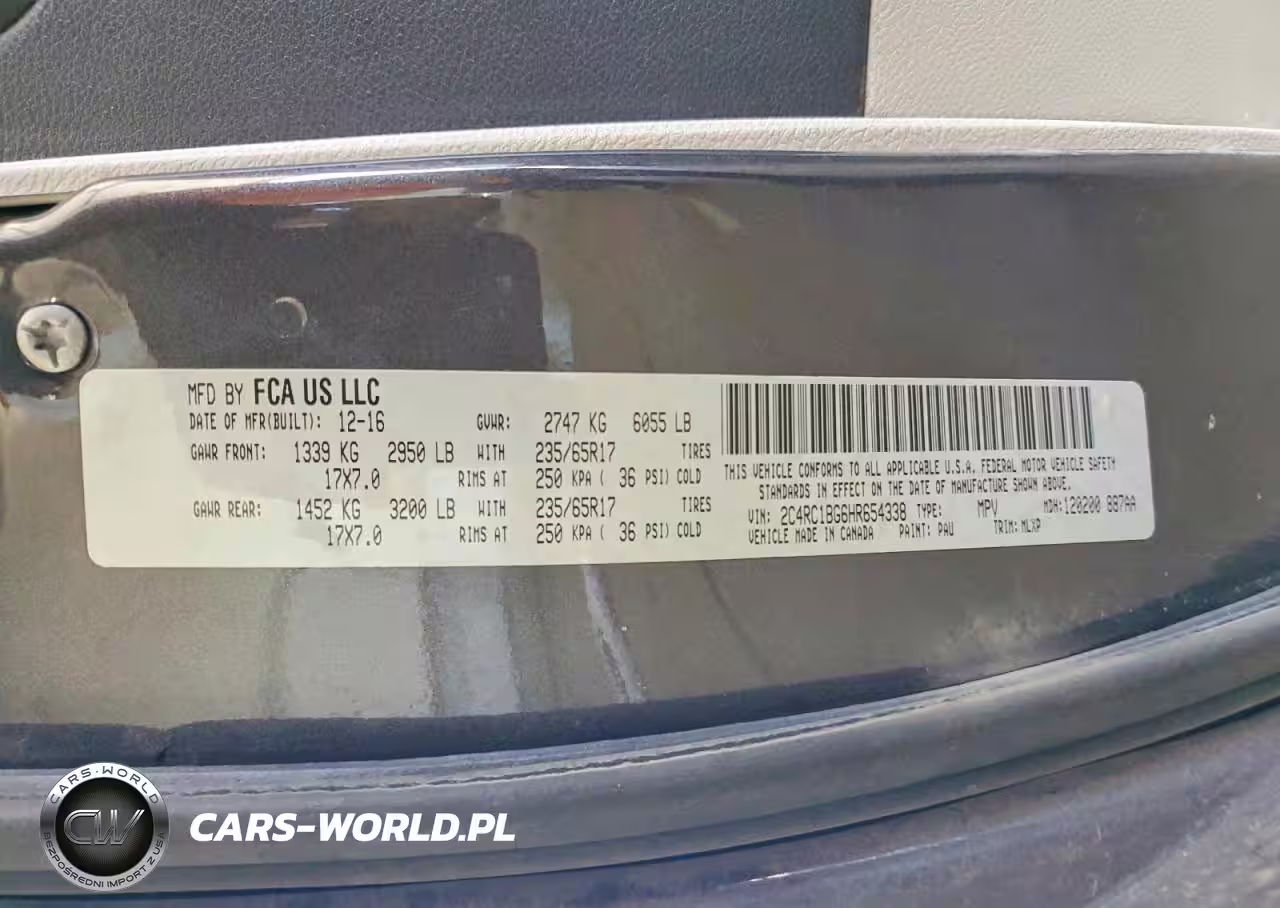 MFD BY FCA US LLC
DATE OF MFR(BUILT): 12-16 GVWR: 2747 KG 6055 LB
GAWR FRONT: 1339 KG 2950 LB WITH 235/65R17 TIRES
17X7.0 RIMS AT 250 KPA ( 36 PSI) COLD
GAWR REAR: 1452 KG 3200 LB WITH 235/65R17 TIRES
17X7.0 RIMS AT 250 KPA ( 36 PSI) COLD
THIS VEHICLE CONFORMS TO ALL APPLICABLE U.S.A. FEDERAL MOTOR VEHICLE SAFETY
STANDARDS IN EFFECT ON THE DATE OF MANUFACTURE SHOWN ABOVE.
VIN: 2C4RC1BG6HR654338 TYPE: MPV MDH:120200 887AA
VEHICLE MADE IN CANADA PAINT: PAU TRIM: MLXP
CARS-WORLD
CW
BEZPOŚREDNI IMPORT Z USA
CARS-WORLD.PL